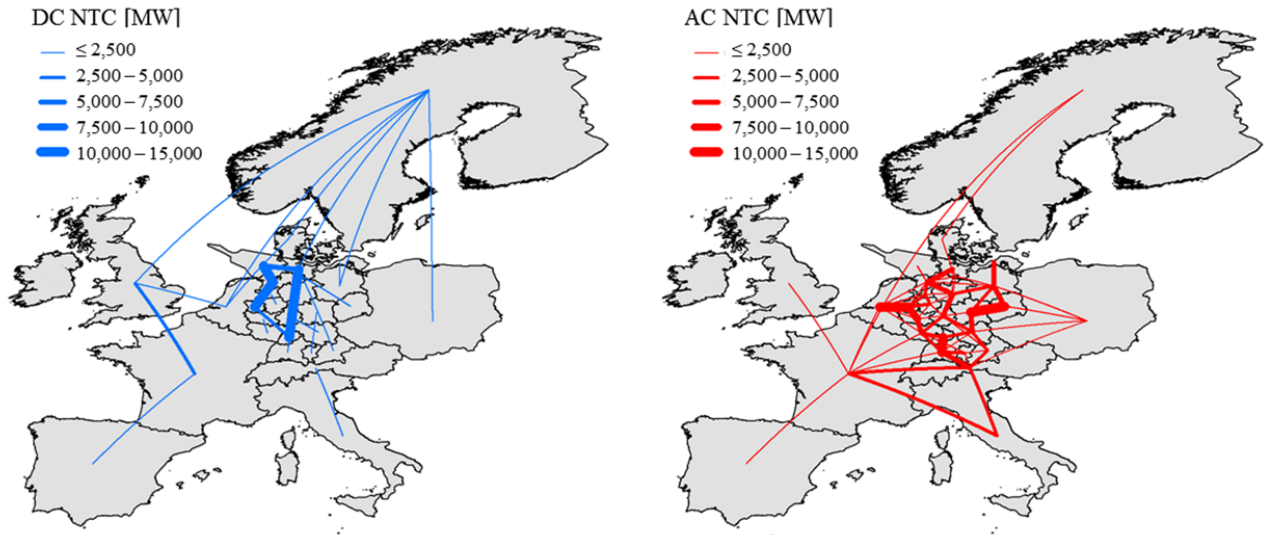 DC NTC [MW]
≤ 2,500
2,500 – 5,000
5,000 – 7,500
7,500 – 10,000
10,000 – 15,000
AC NTC [MW]
≤ 2,500
2,500 – 5,000
5,000 – 7,500
7,500 – 10,000
10,000 – 15,000